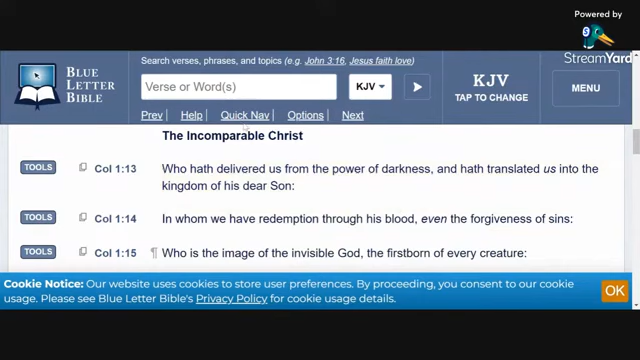 Powered by
StreamYard
BLUE
LETTER
BIBLE
Search verses, phrases, and topics (e.g. John 3:16, Jesus faith love)
Verse or Word(s)
KJV
KJV
TAP TO CHANGE
MENU
Prev
Help
Quick Nav
Options
Next
The Incomparable Christ
TOOLS Col 1:13 Who hath delivered us from the power of darkness, and hath translated us into the
kingdom of his dear Son:
TOOLS Col 1:14 In whom we have redemption through his blood, even the forgiveness of sins:
TOOLS Col 1:15 ¶ Who is the image of the invisible God, the firstborn of every creature:
Cookie Notice: Our website uses cookies to store user preferences. By proceeding, you consent to our cookie
usage. Please see Blue Letter Bible's Privacy Policy for cookie usage details.
OK